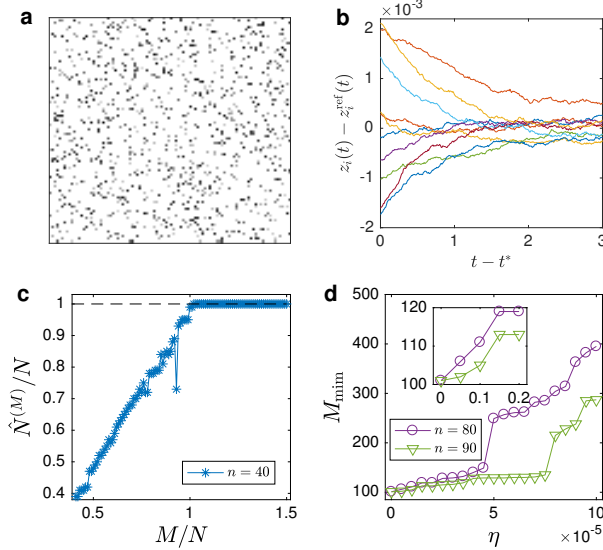 a
b
×10⁻³
2
1
0
-1
-2
z_i(t) − z_i^ref(t)
0
1
2
3
t − t*
c
1
0.9
0.8
0.7
0.6
0.5
0.4
N̂^(M)/N
n = 40
0.5
1
1.5
M/N
d
500
400
300
200
100
M_mim
120
110
100
0
0.1
0.2
n = 80
n = 90
0
5
10
×10⁻⁵
η